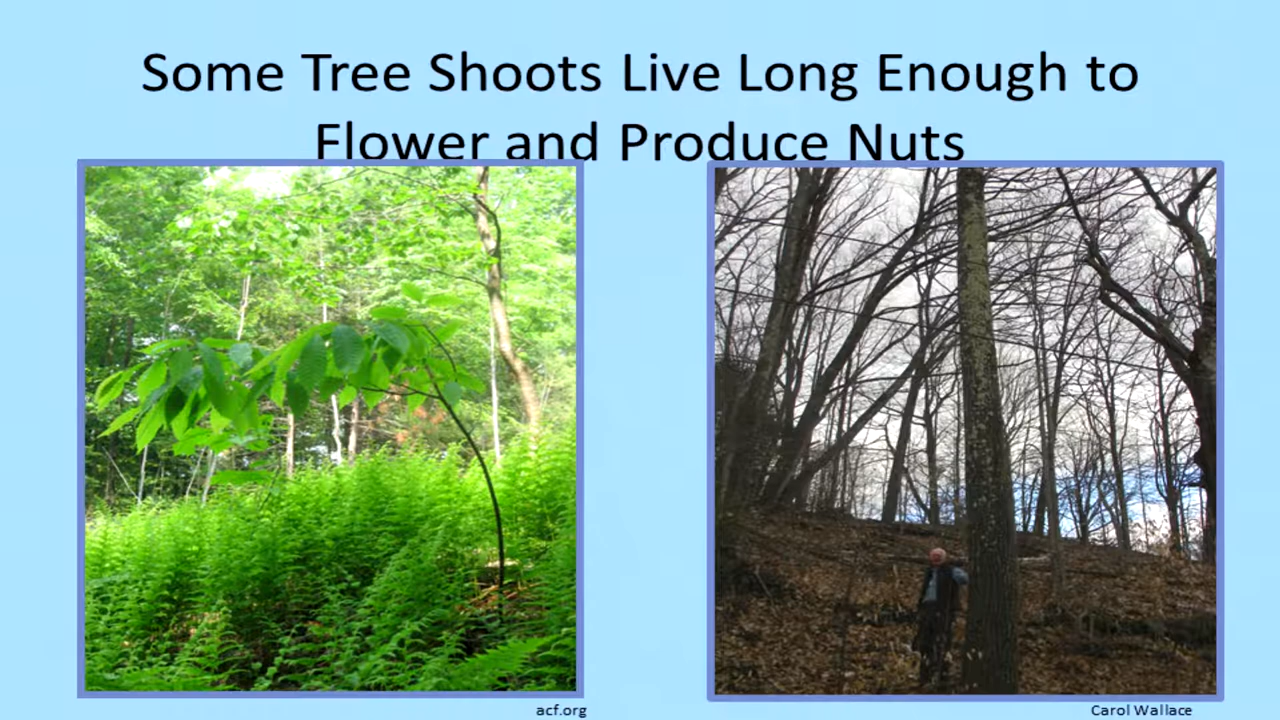 Some Tree Shoots Live Long Enough to
Flower and Produce Nuts
acf.org
Carol Wallace